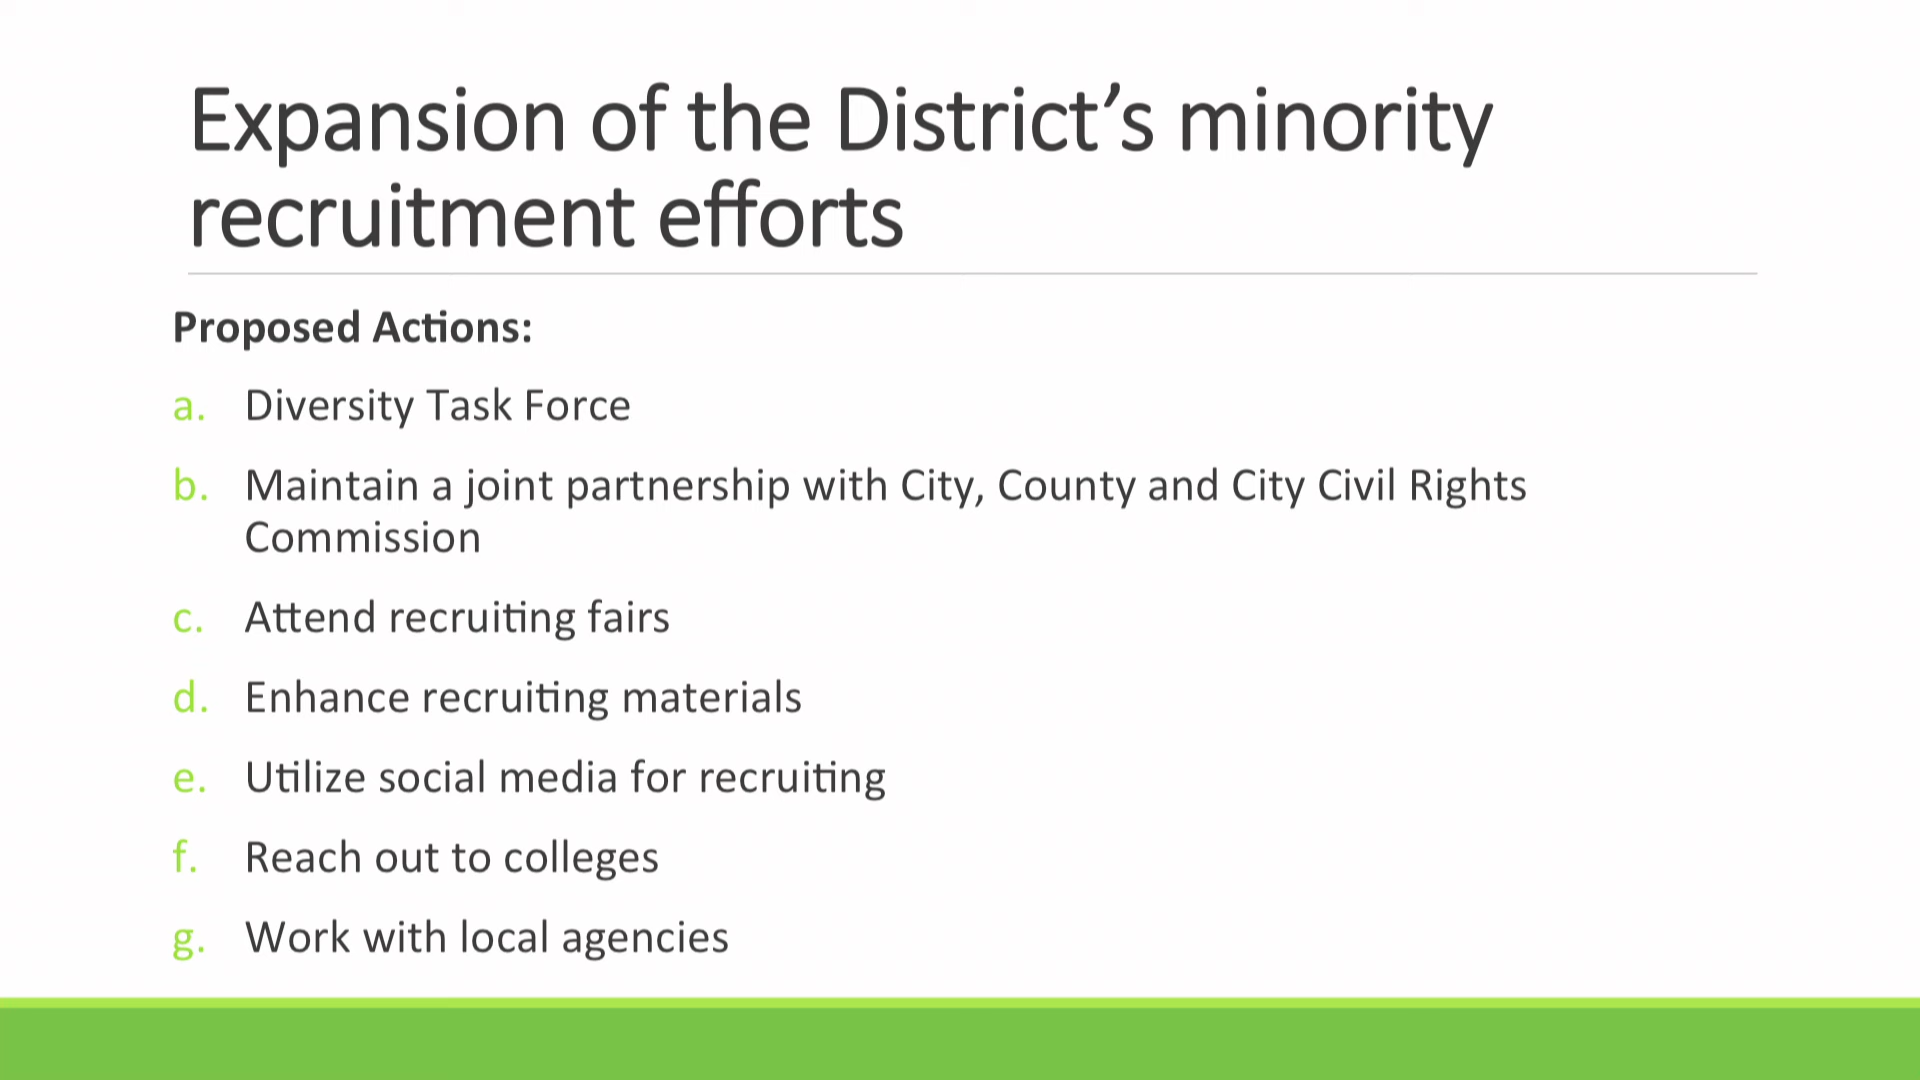 Expansion of the District’s minority
recruitment efforts
Proposed Actions:
a. Diversity Task Force
b. Maintain a joint partnership with City, County and City Civil Rights
Commission
c. Attend recruiting fairs
d. Enhance recruiting materials
e. Utilize social media for recruiting
f. Reach out to colleges
g. Work with local agencies